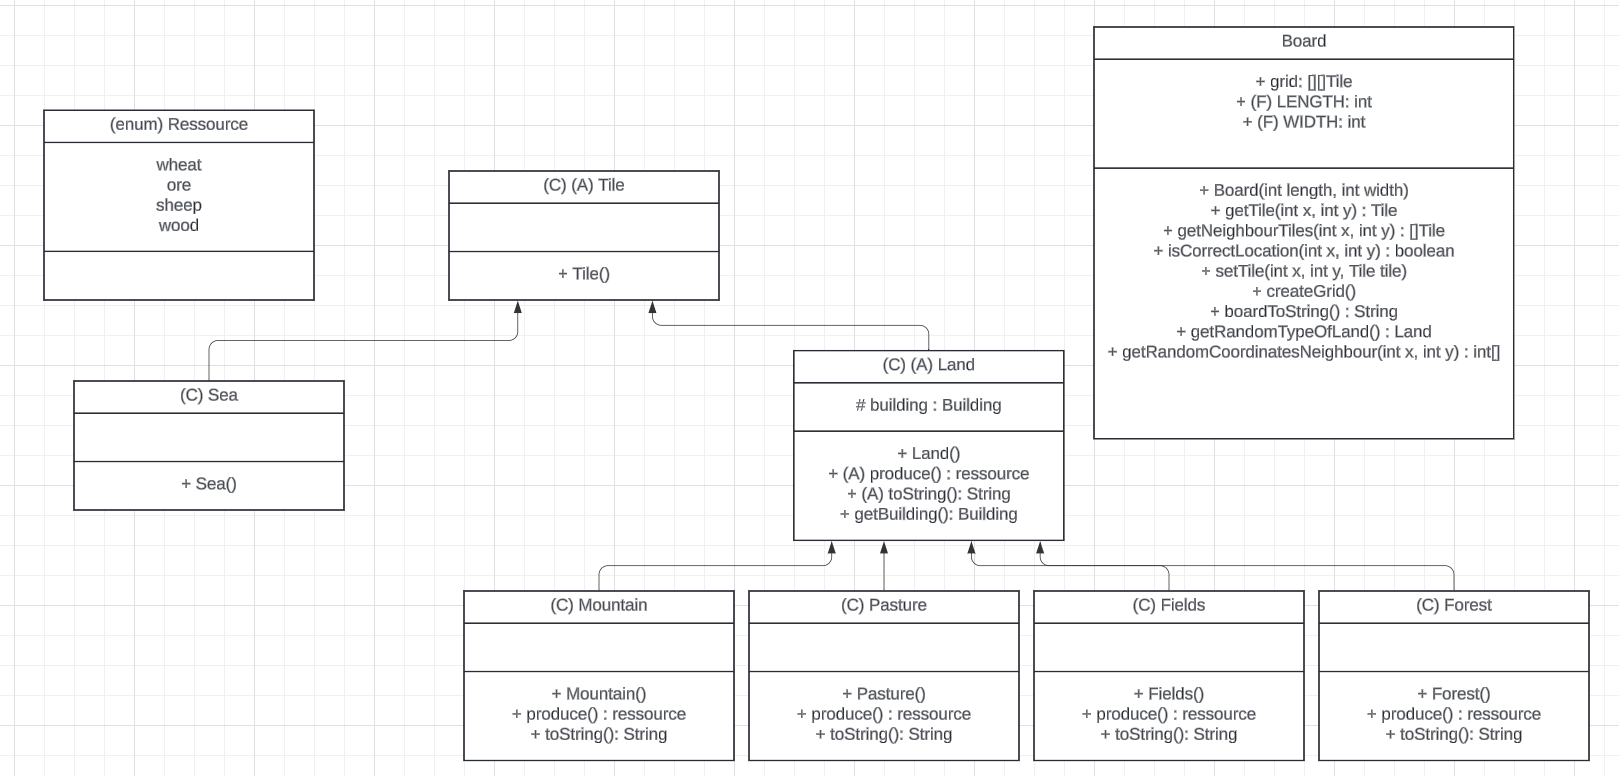 (enum) Ressource
wheat
ore
sheep
wood
(C) (A) Tile
+ Tile()
Board
+ grid: [][]Tile
+ (F) LENGTH: int
+ (F) WIDTH: int
+ Board(int length, int width)
+ getTile(int x, int y) : Tile
+ getNeighbourTiles(int x, int y) : []Tile
+ isCorrectLocation(int x, int y) : boolean
+ setTile(int x, int y, Tile tile)
+ createGrid()
+ boardToString() : String
+ getRandomTypeOfLand() : Land
+ getRandomCoordinatesNeighbour(int x, int y) : int[]
(C) Sea
+ Sea()
(C) (A) Land
# building : Building
+ Land()
+ (A) produce() : ressource
+ (A) toString(): String
+ getBuilding(): Building
(C) Mountain
+ Mountain()
+ produce() : ressource
+ toString(): String
(C) Pasture
+ Pasture()
+ produce() : ressource
+ toString(): String
(C) Fields
+ Fields()
+ produce() : ressource
+ toString(): String
(C) Forest
+ Forest()
+ produce() : ressource
+ toString(): String